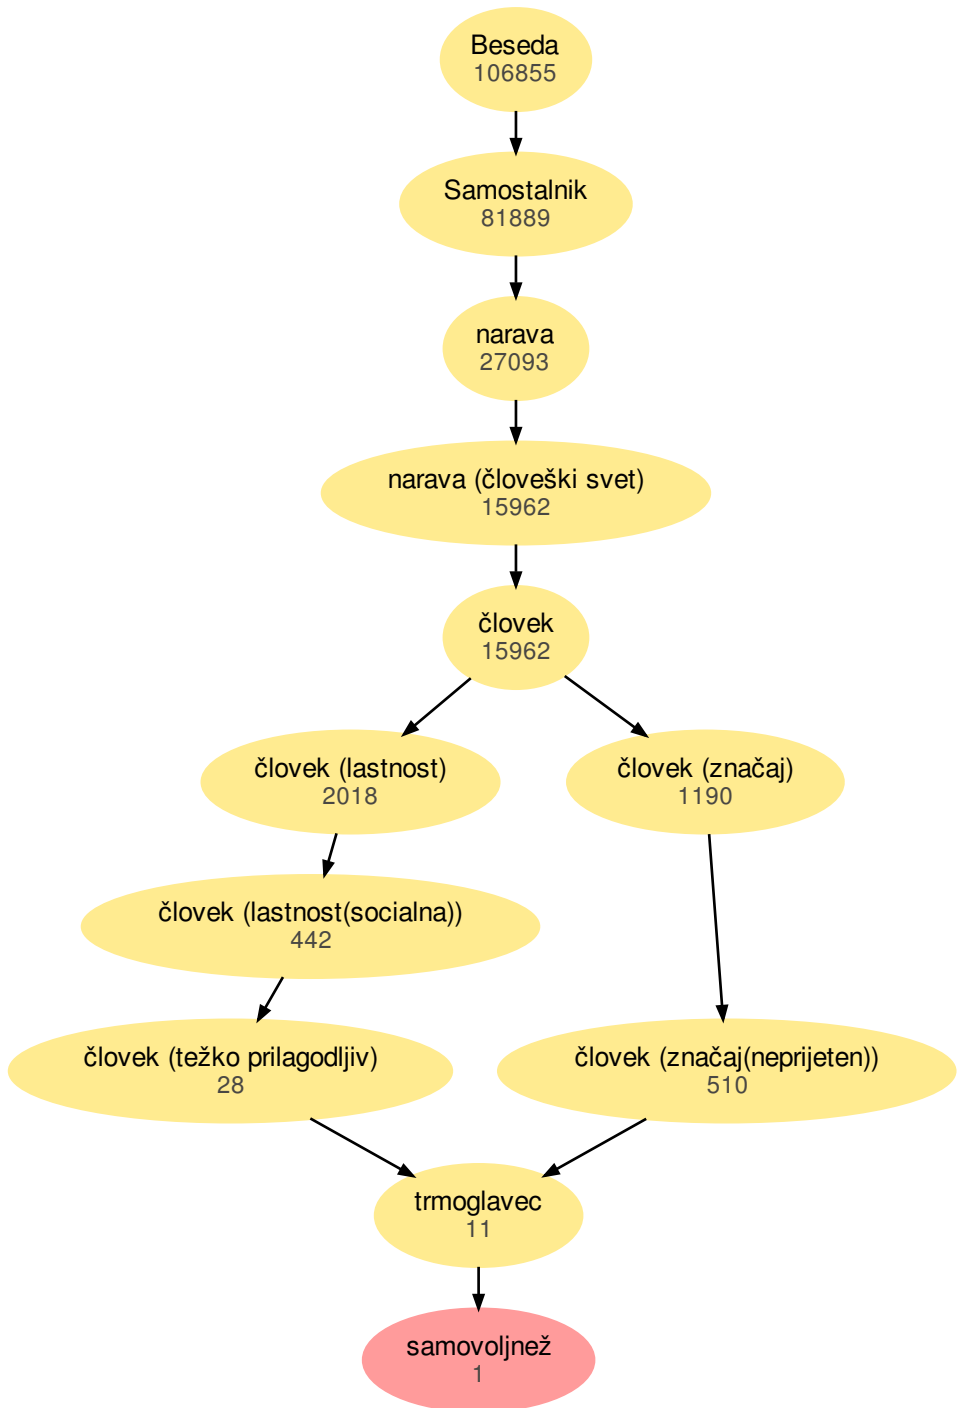 Beseda
106855
Samostalnik
81889
narava
27093
narava (človeški svet)
15962
človek
15962
človek (lastnost)
2018
človek (značaj)
1190
človek (lastnost(socialna))
442
človek (težko prilagodljiv)
28
človek (značaj(neprijeten))
510
trmoglavec
11
samovoljnež
1